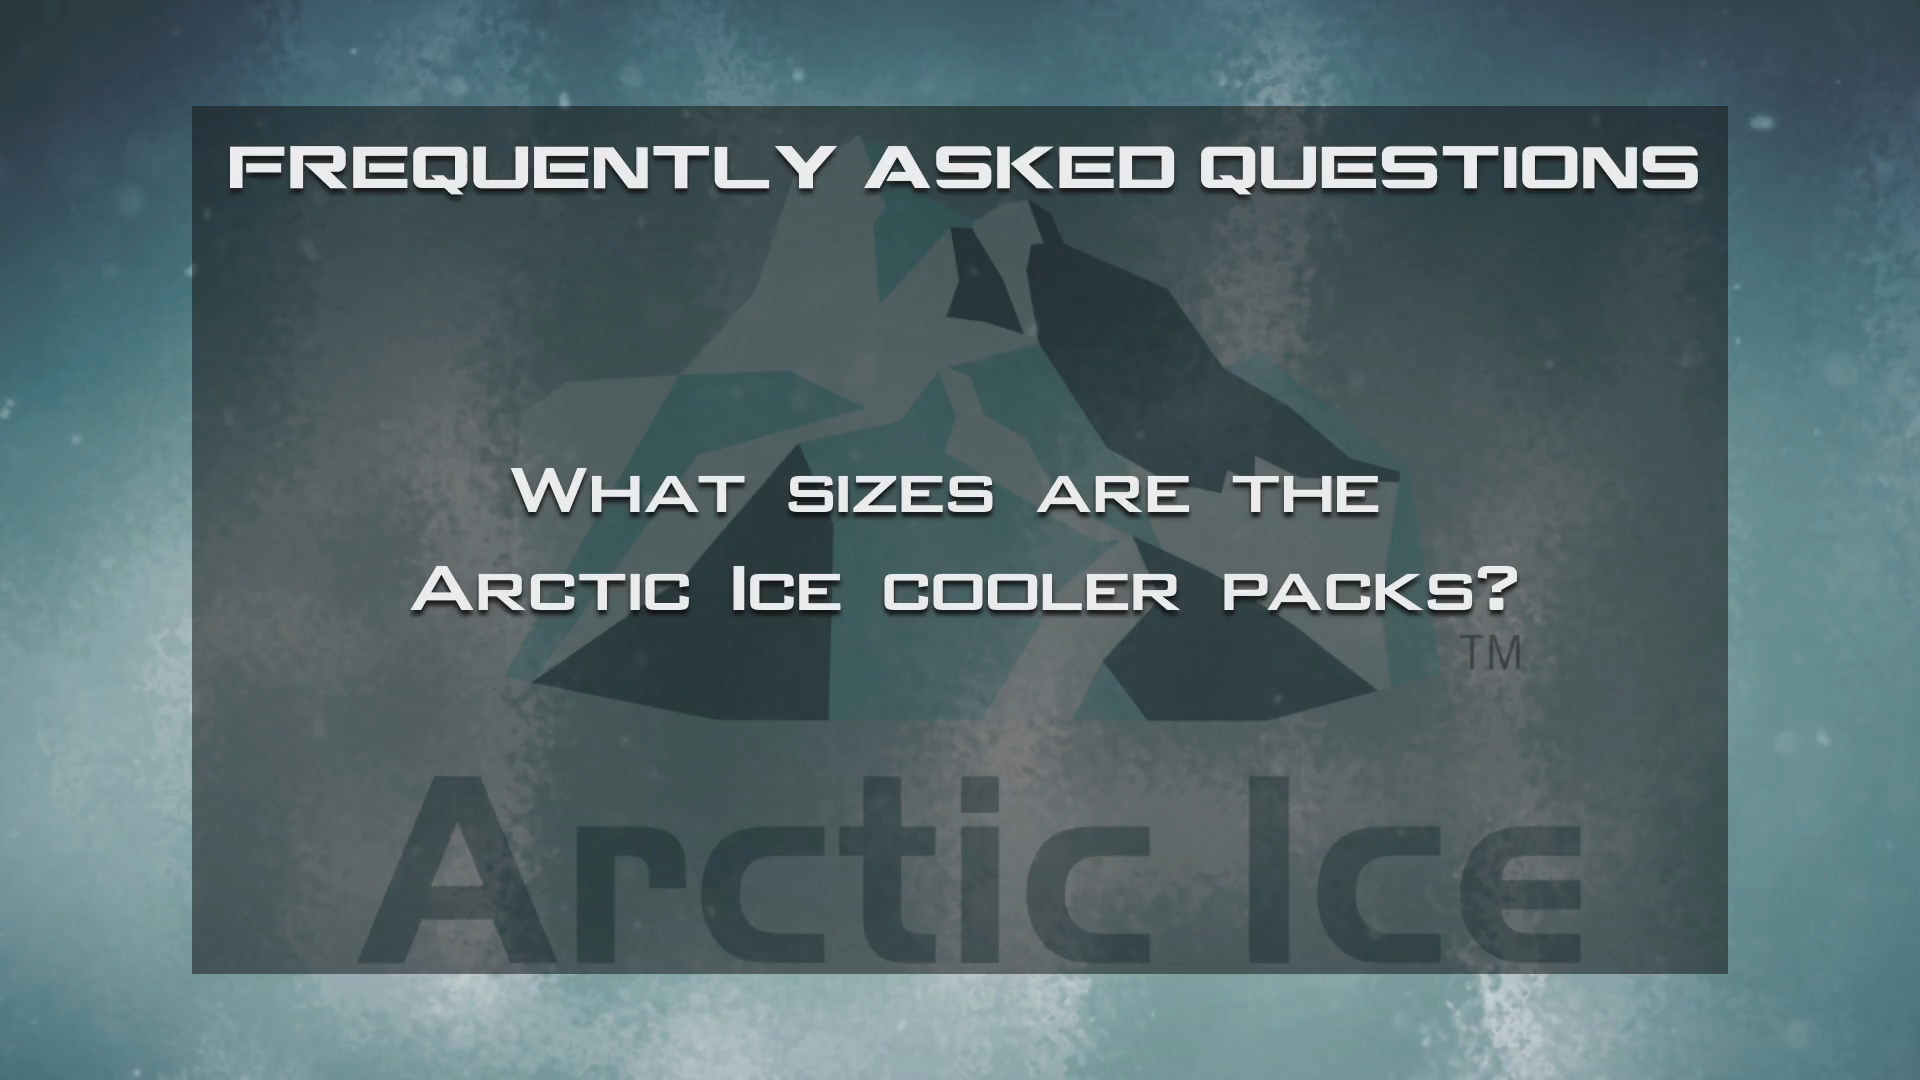 FREQUENTLY ASKED QUESTIONS
What sizes are the
Arctic Ice cooler packs?
TM
Arctic Ice